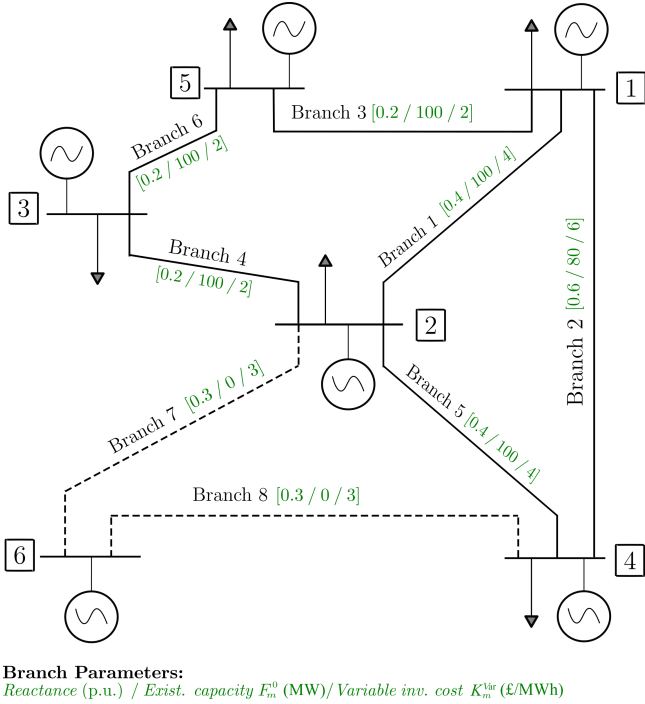 5
1
Branch 3 [0.2 / 100 / 2]
Branch 6
[0.2 / 100 / 2]
3
Branch 1 [0.4 / 100 / 4]
Branch 4
[0.2 / 100 / 2]
Branch 2 [0.6 / 80 / 6]
2
Branch 5 [0.4 / 100 / 4]
Branch 7 [0.3 / 0 / 3]
Branch 8 [0.3 / 0 / 3]
6
4
Branch Parameters:
Reactance (p.u.) / Exist. capacity F_m^0 (MW)/ Variable inv. cost K_m^Var (£/MWh)